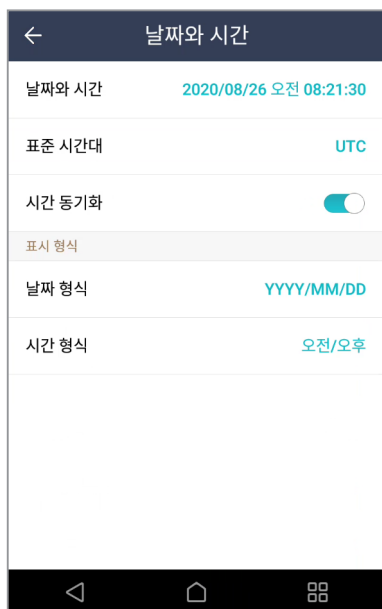 날짜와 시간
날짜와 시간 2020/08/26 오전 08:21:30
표준 시간대 UTC
시간 동기화
표시 형식
날짜 형식 YYYY/MM/DD
시간 형식 오전/오후